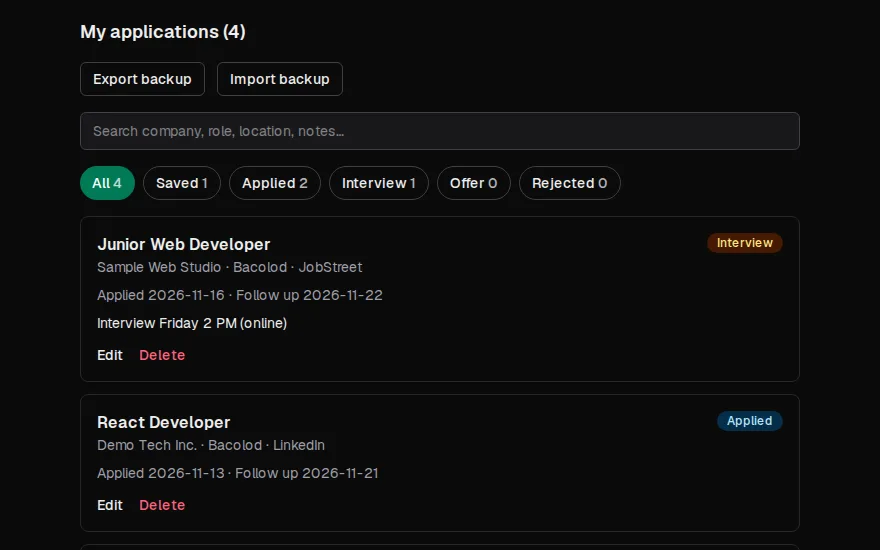 My applications (4)
Export backup
Import backup
Search company, role, location, notes…
All 4
Saved 1
Applied 2
Interview 1
Offer 0
Rejected 0
Junior Web Developer
Interview
Sample Web Studio · Bacolod · JobStreet
Applied 2026-11-16 · Follow up 2026-11-22
Interview Friday 2 PM (online)
Edit
Delete
React Developer
Applied
Demo Tech Inc. · Bacolod · LinkedIn
Applied 2026-11-13 · Follow up 2026-11-21
Edit
Delete